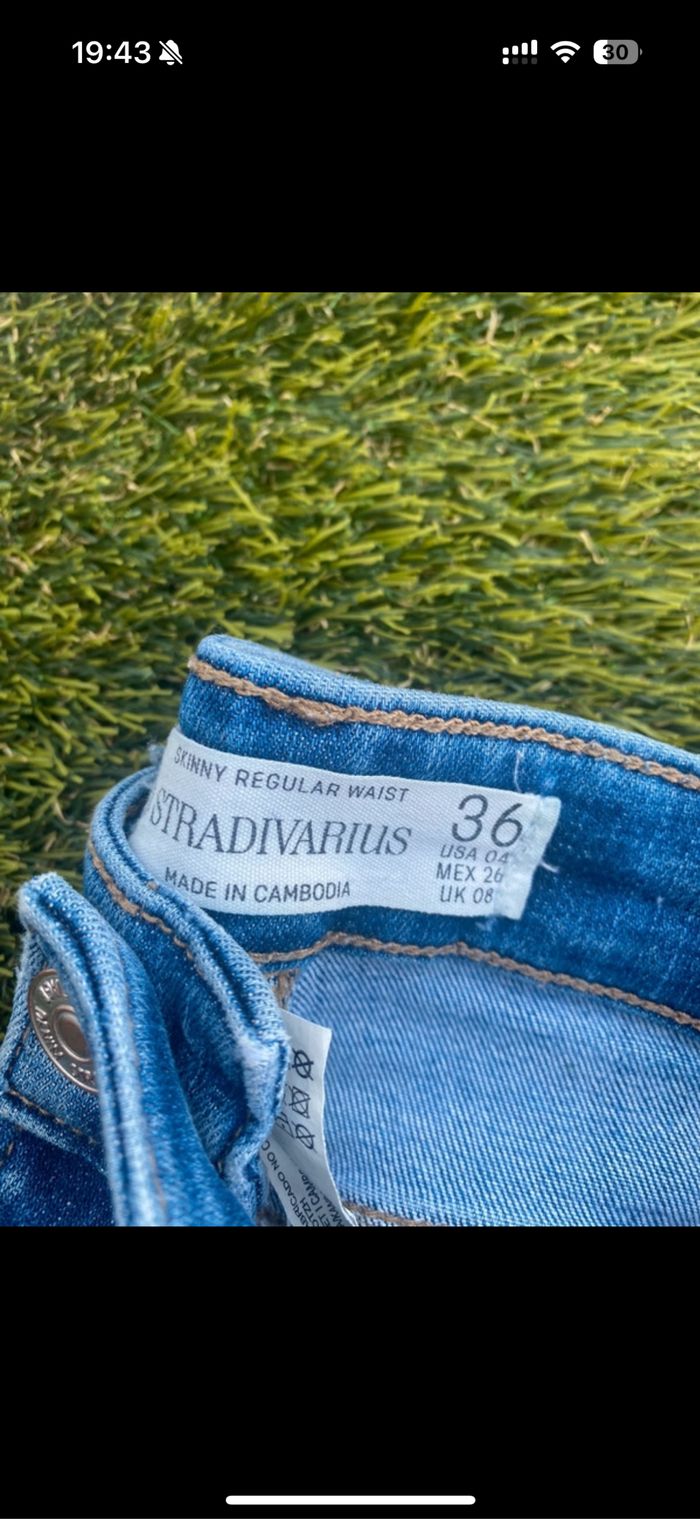 19:43
30
SKINNY REGULAR WAIST
STRADIVARIUS
MADE IN CAMBODIA
36
USA 04
MEX 26
UK 08